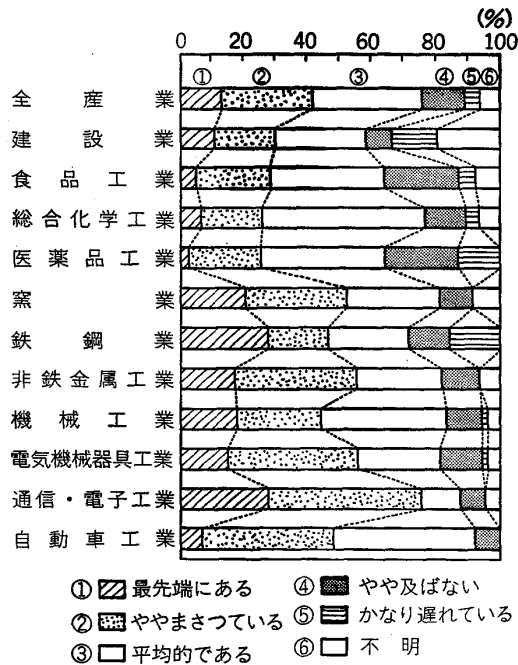 (%)
0 20 40 60 80 100
① ② ③ ④ ⑤ ⑥
全産業
建設業
食品工業
総合化学工業
医薬品工業
窯業
鉄鋼業
非鉄金属工業
機械工業
電気機械器具工業
通信・電子工業
自動車工業
① 最先端にある
② ややまさつている
③ 平均的である
④ やや及ばない
⑤ かなり遅れている
⑥ 不明